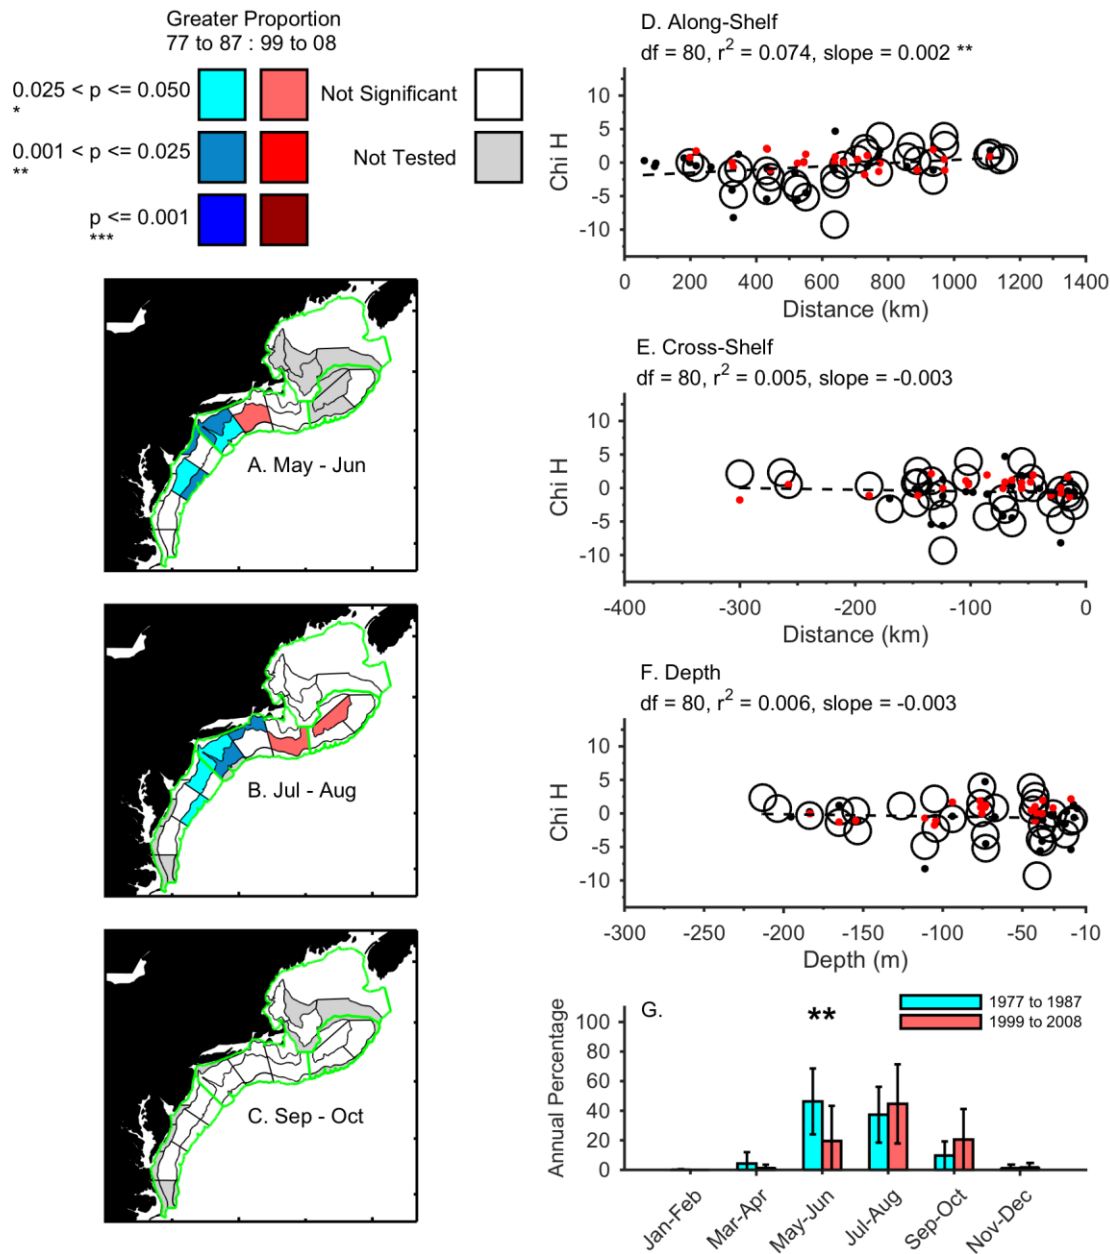 Greater Proportion
77 to 87 : 99 to 08
0.025 < p <= 0.050
*
0.001 < p <= 0.025
**
p <= 0.001
***
Not Significant
Not Tested
A. May - Jun
B. Jul - Aug
C. Sep - Oct
D. Along-Shelf
df = 80, r² = 0.074, slope = 0.002 **
10
5
0
-5
-10
Chi H
0 200 400 600 800 1000 1200 1400
Distance (km)
E. Cross-Shelf
df = 80, r² = 0.005, slope = -0.003
10
5
0
-5
-10
Chi H
-400 -300 -200 -100 0
Distance (km)
F. Depth
df = 80, r² = 0.006, slope = -0.003
10
5
0
-5
-10
Chi H
-300 -250 -200 -150 -100 -50 -10
Depth (m)
G.
**
1977 to 1987
1999 to 2008
100
80
60
40
20
0
Annual Percentage
Jan-Feb
Mar-Apr
May-Jun
Jul-Aug
Sep-Oct
Nov-Dec